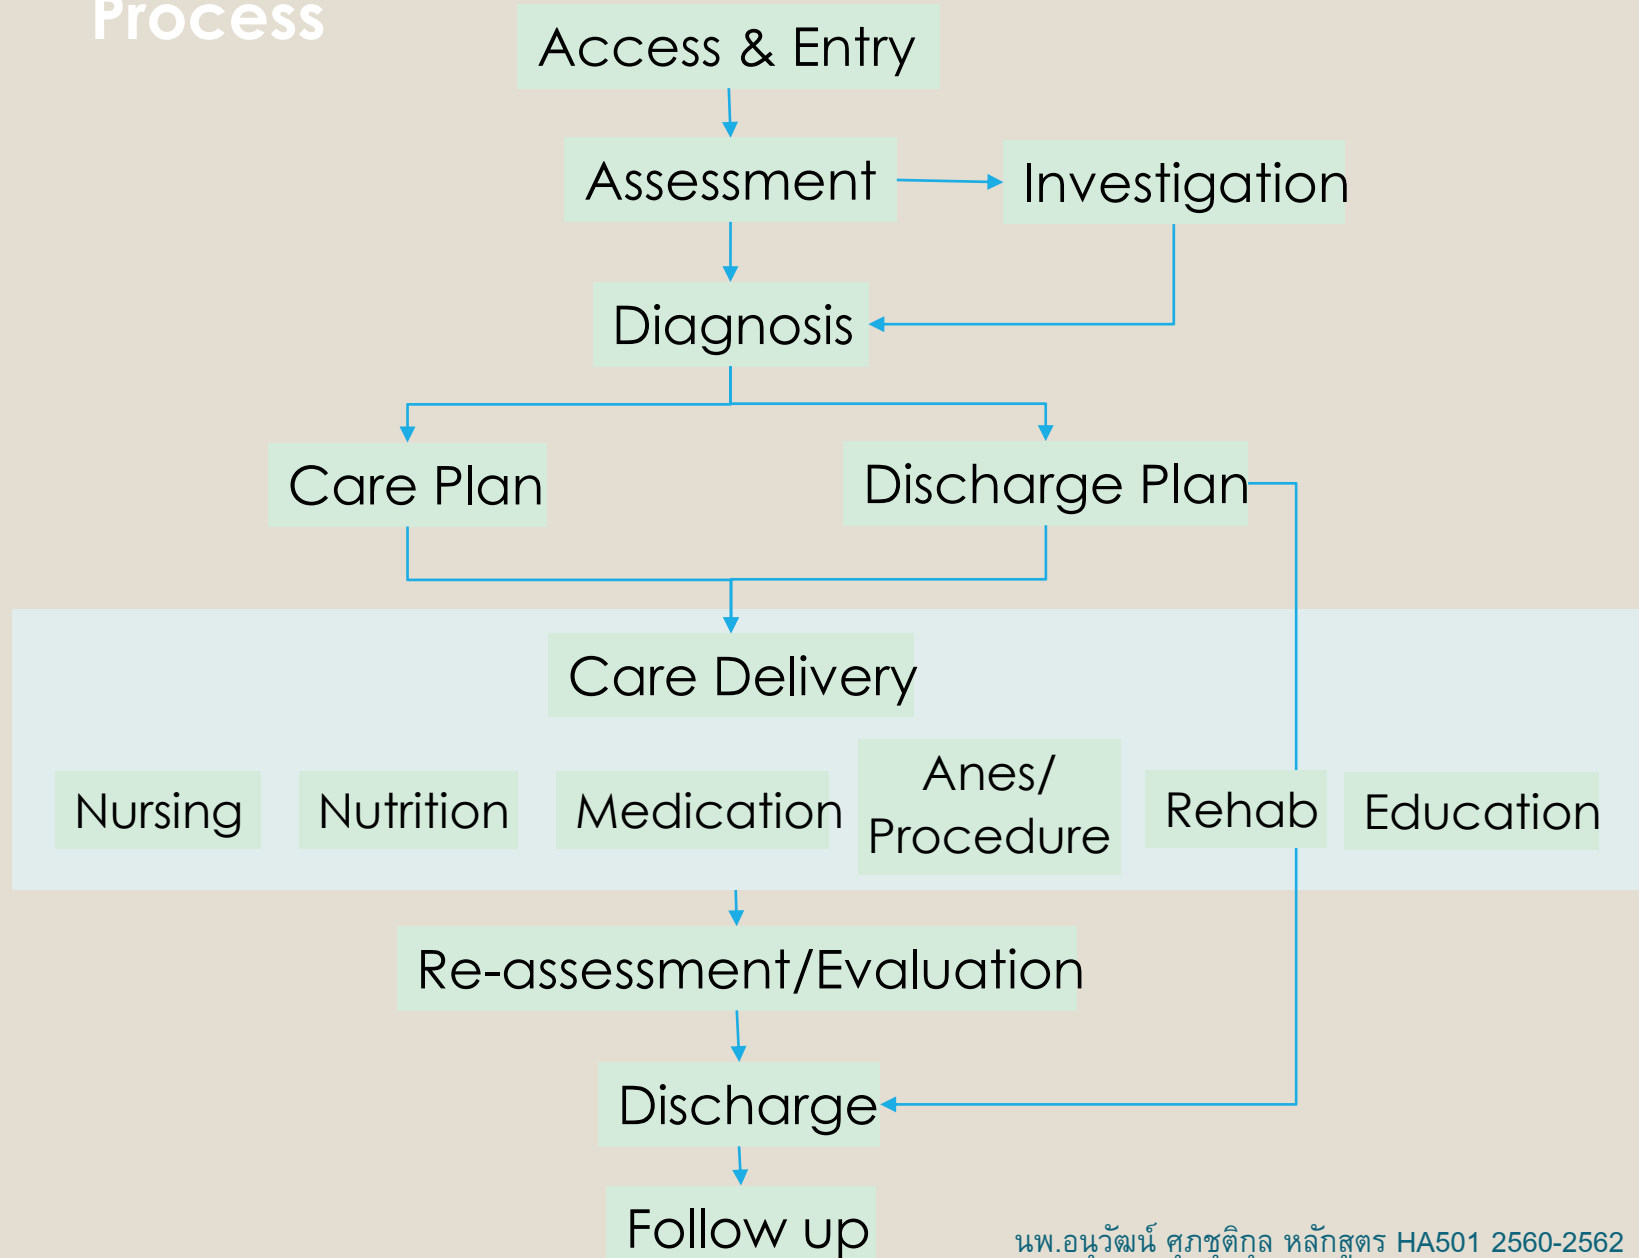 Process
Access & Entry
Assessment
Investigation
Diagnosis
Care Plan
Discharge Plan
Care Delivery
Nursing
Nutrition
Medication
Anes/
Procedure
Rehab
Education
Re-assessment/Evaluation
Discharge
Follow up
นพ.อนุวัฒน์ ศุภชุติกุล หลักสูตร HA501 2560-2562